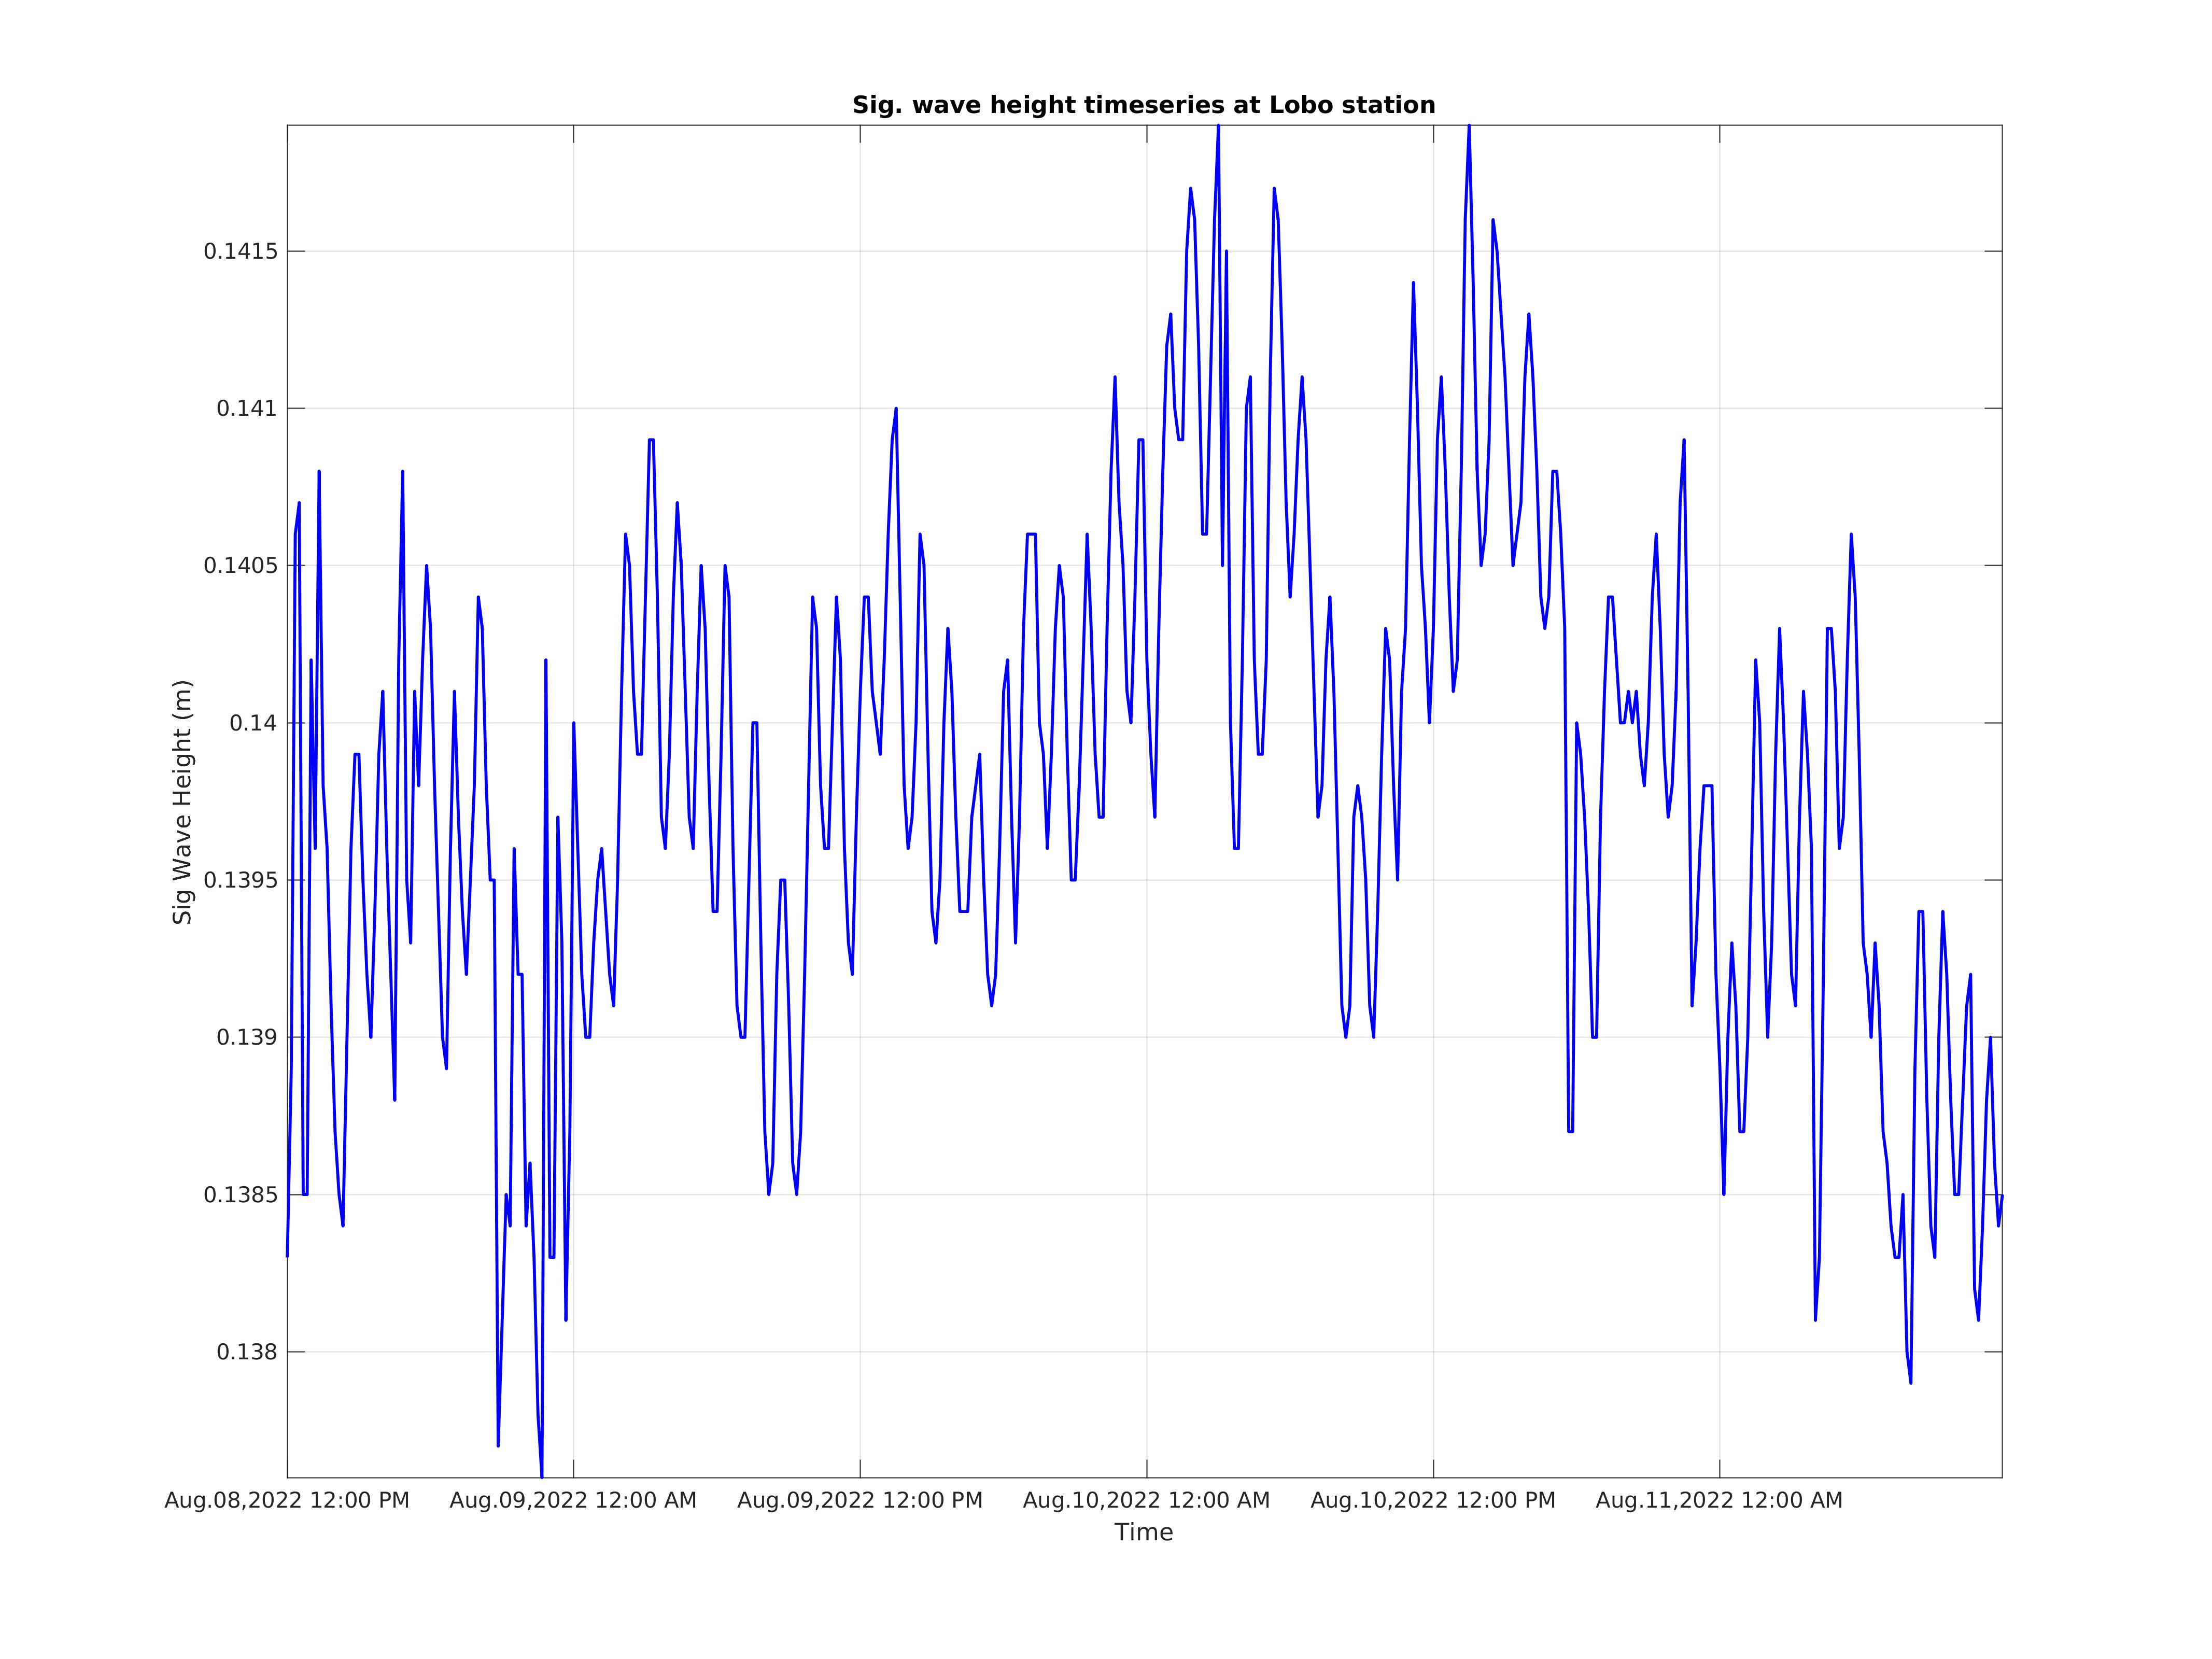 Sig. wave height timeseries at Lobo station
0.1415
0.141
0.1405
0.14
0.1395
0.139
0.1385
0.138
Sig Wave Height (m)
Aug.08,2022 12:00 PM Aug.09,2022 12:00 AM Aug.09,2022 12:00 PM Aug.10,2022 12:00 AM Aug.10,2022 12:00 PM Aug.11,2022 12:00 AM
Time